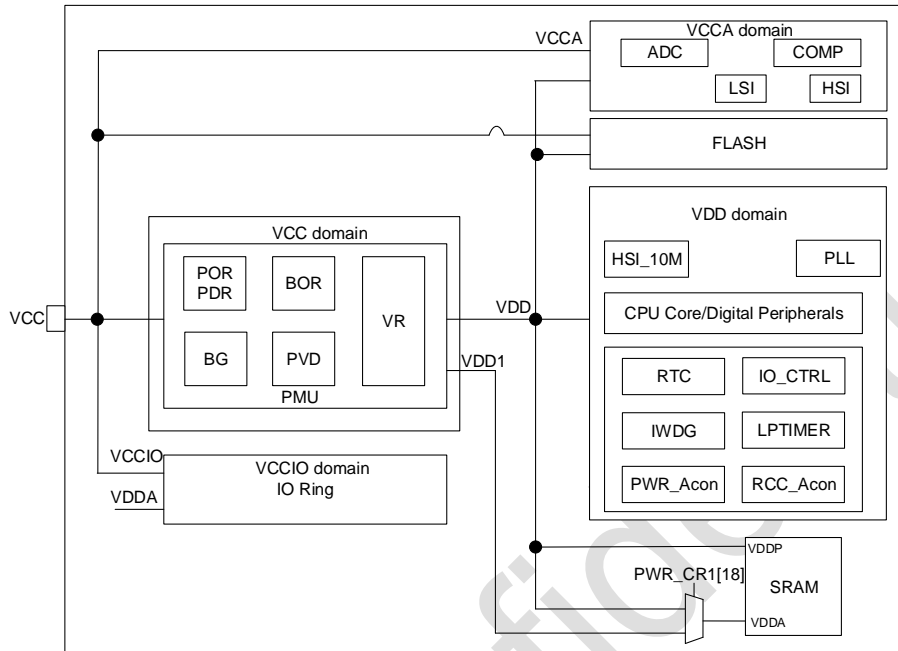 VCCA
VCCA domain
ADC
COMP
LSI
HSI
FLASH
VCC domain
POR
PDR
BOR
VR
BG
PVD
PMU
VCC
VDD
VDD1
VDD domain
HSI_10M
PLL
CPU Core/Digital Peripherals
RTC
IO_CTRL
IWDG
LPTIMER
PWR_Acon
RCC_Acon
VCCIO
VCCIO domain
IO Ring
VDDA
PWR_CR1[18]
VDDP
SRAM
VDDA